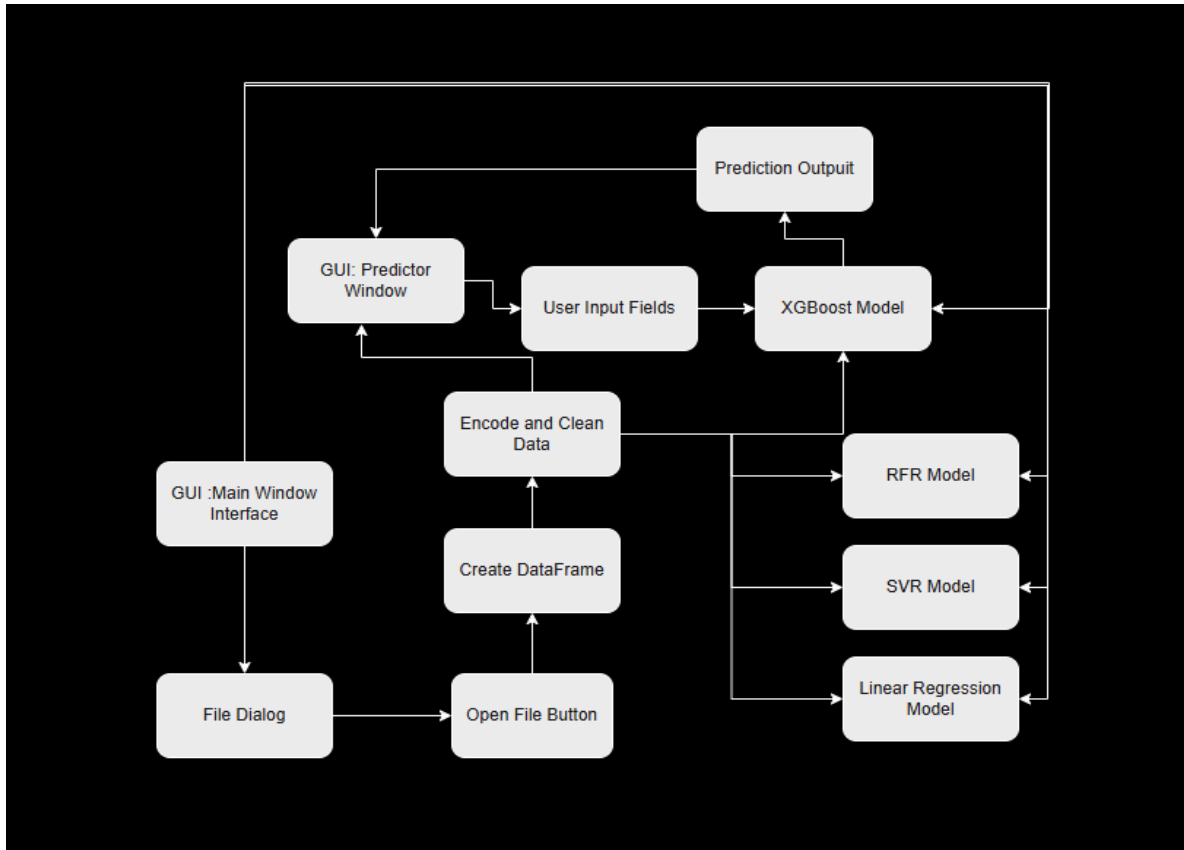 Prediction Outpuit
GUI: Predictor
Window
User Input Fields
XGBoost Model
Encode and Clean
Data
GUI :Main Window
Interface
RFR Model
Create DataFrame
SVR Model
File Dialog
Open File Button
Linear Regression
Model